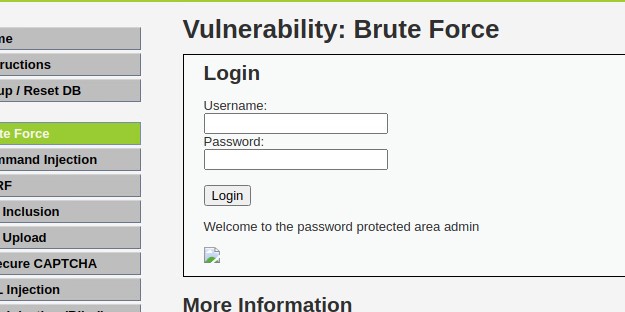 Vulnerability: Brute Force
me
ructions
up / Reset DB
te Force
mmand Injection
RF
Inclusion
Upload
ecure CAPTCHA
L Injection
Login
Username:
Password:
Login
Welcome to the password protected area admin
More Information